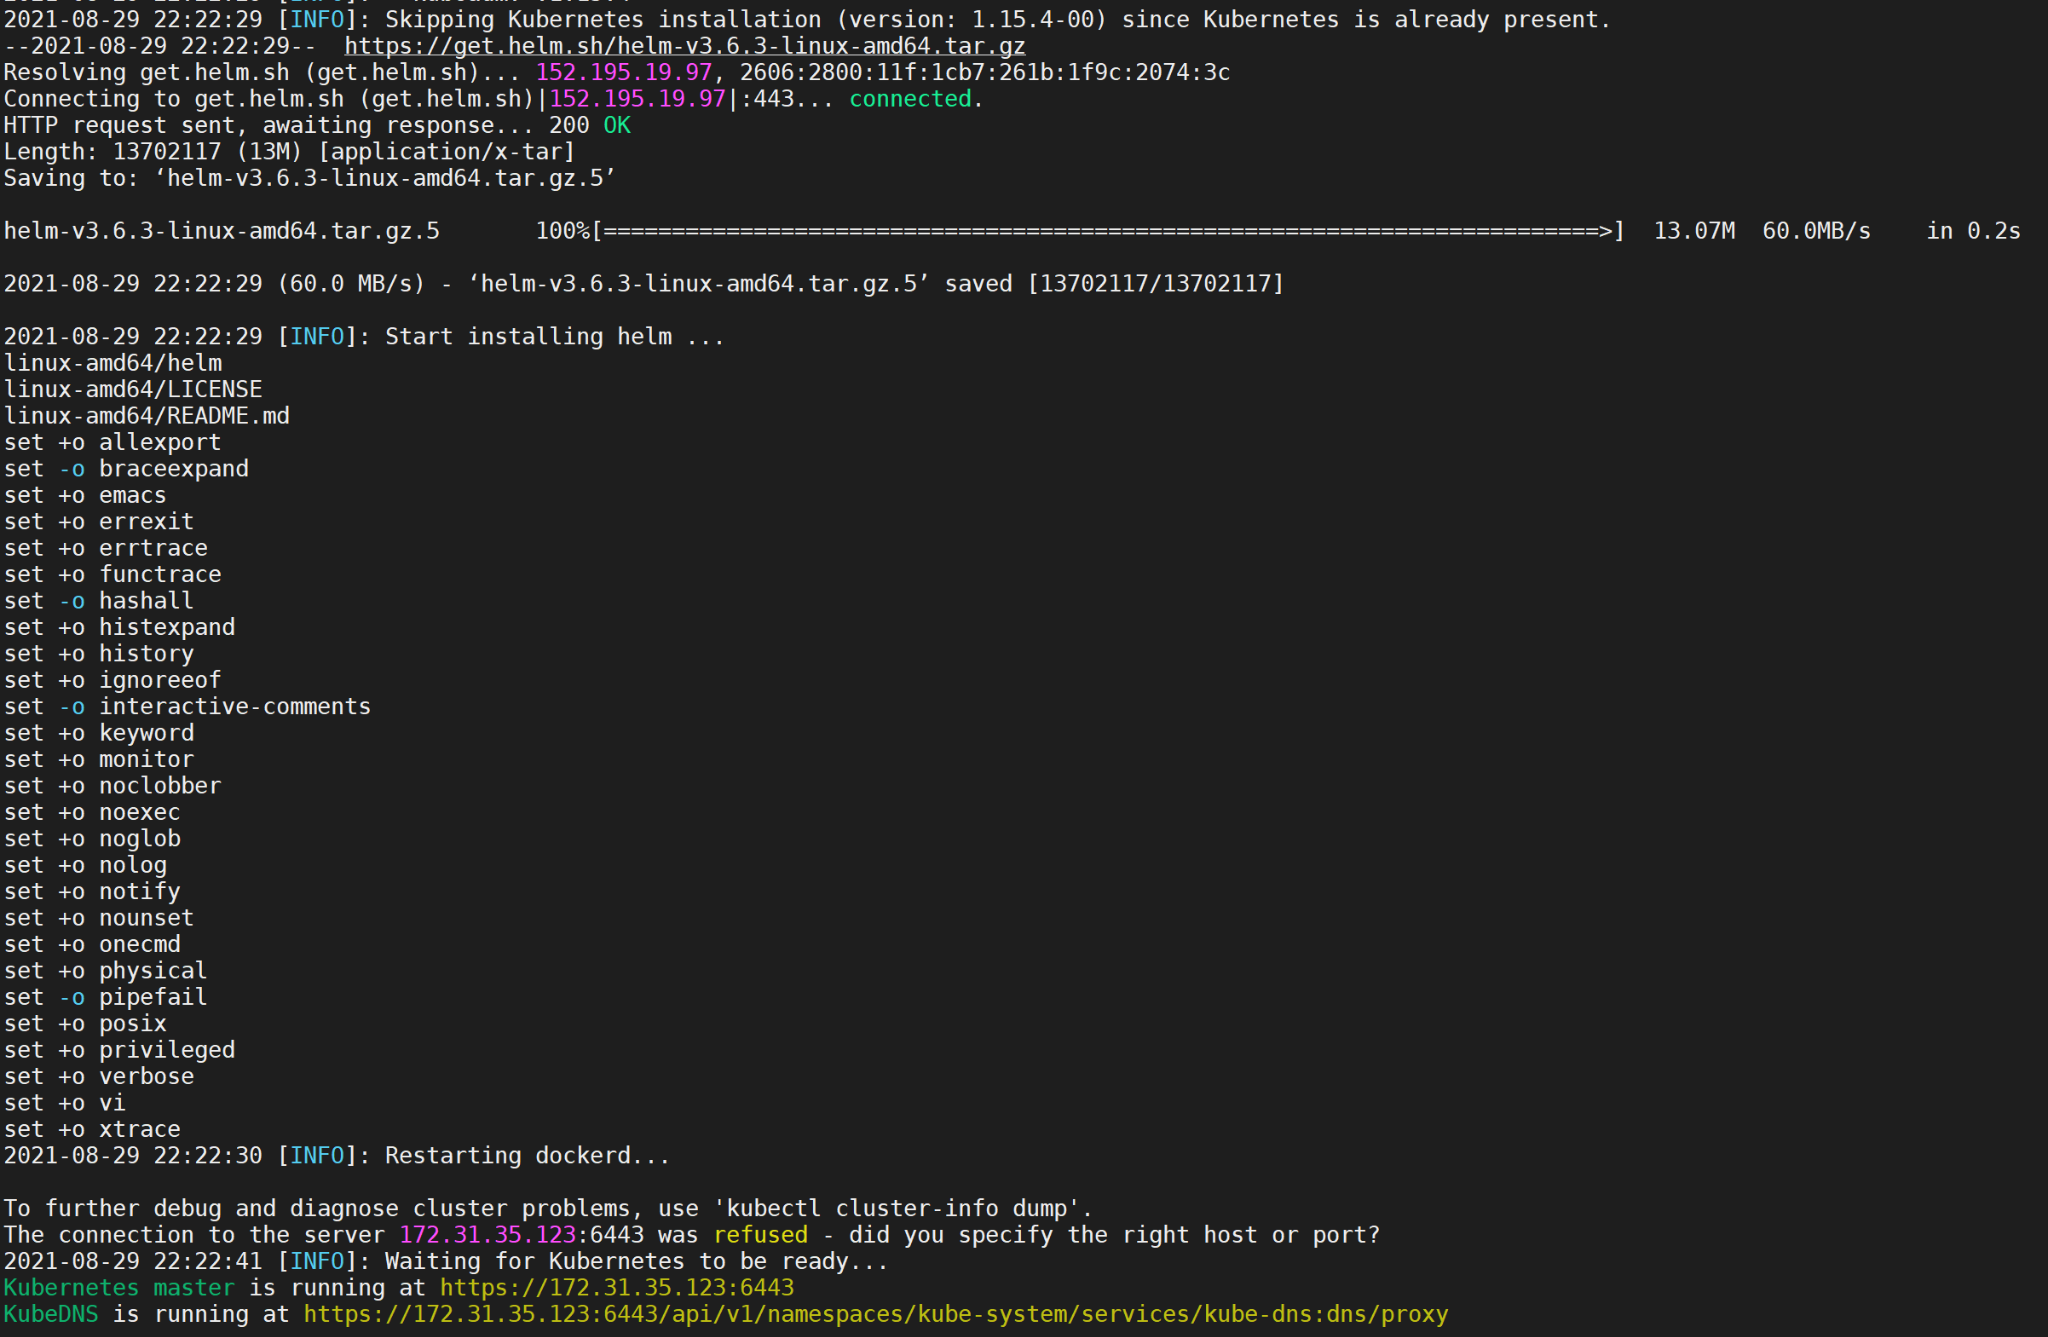 2021-08-29 22:22:29 [INFO]: Skipping Kubernetes installation (version: 1.15.4-00) since Kubernetes is already present.
--2021-08-29 22:22:29--  https://get.helm.sh/helm-v3.6.3-linux-amd64.tar.gz
Resolving get.helm.sh (get.helm.sh)... 152.195.19.97, 2606:2800:11f:1cb7:261b:1f9c:2074:3c
Connecting to get.helm.sh (get.helm.sh)|152.195.19.97|:443... connected.
HTTP request sent, awaiting response... 200 OK
Length: 13702117 (13M) [application/x-tar]
Saving to: ‘helm-v3.6.3-linux-amd64.tar.gz.5’
helm-v3.6.3-linux-amd64.tar.gz.5       100%[=========================================================================>]  13.07M  60.0MB/s    in 0.2s
2021-08-29 22:22:29 (60.0 MB/s) - ‘helm-v3.6.3-linux-amd64.tar.gz.5’ saved [13702117/13702117]
2021-08-29 22:22:29 [INFO]: Start installing helm ...
linux-amd64/helm
linux-amd64/LICENSE
linux-amd64/README.md
set +o allexport
set -o braceexpand
set +o emacs
set +o errexit
set +o errtrace
set +o functrace
set -o hashall
set +o histexpand
set +o history
set +o ignoreeof
set -o interactive-comments
set +o keyword
set +o monitor
set +o noclobber
set +o noexec
set +o noglob
set +o nolog
set +o notify
set +o nounset
set +o onecmd
set +o physical
set -o pipefail
set +o posix
set +o privileged
set +o verbose
set +o vi
set +o xtrace
2021-08-29 22:22:30 [INFO]: Restarting dockerd...
To further debug and diagnose cluster problems, use 'kubectl cluster-info dump'.
The connection to the server 172.31.35.123:6443 was refused - did you specify the right host or port?
2021-08-29 22:22:41 [INFO]: Waiting for Kubernetes to be ready...
Kubernetes master is running at https://172.31.35.123:6443
KubeDNS is running at https://172.31.35.123:6443/api/v1/namespaces/kube-system/services/kube-dns:dns/proxy